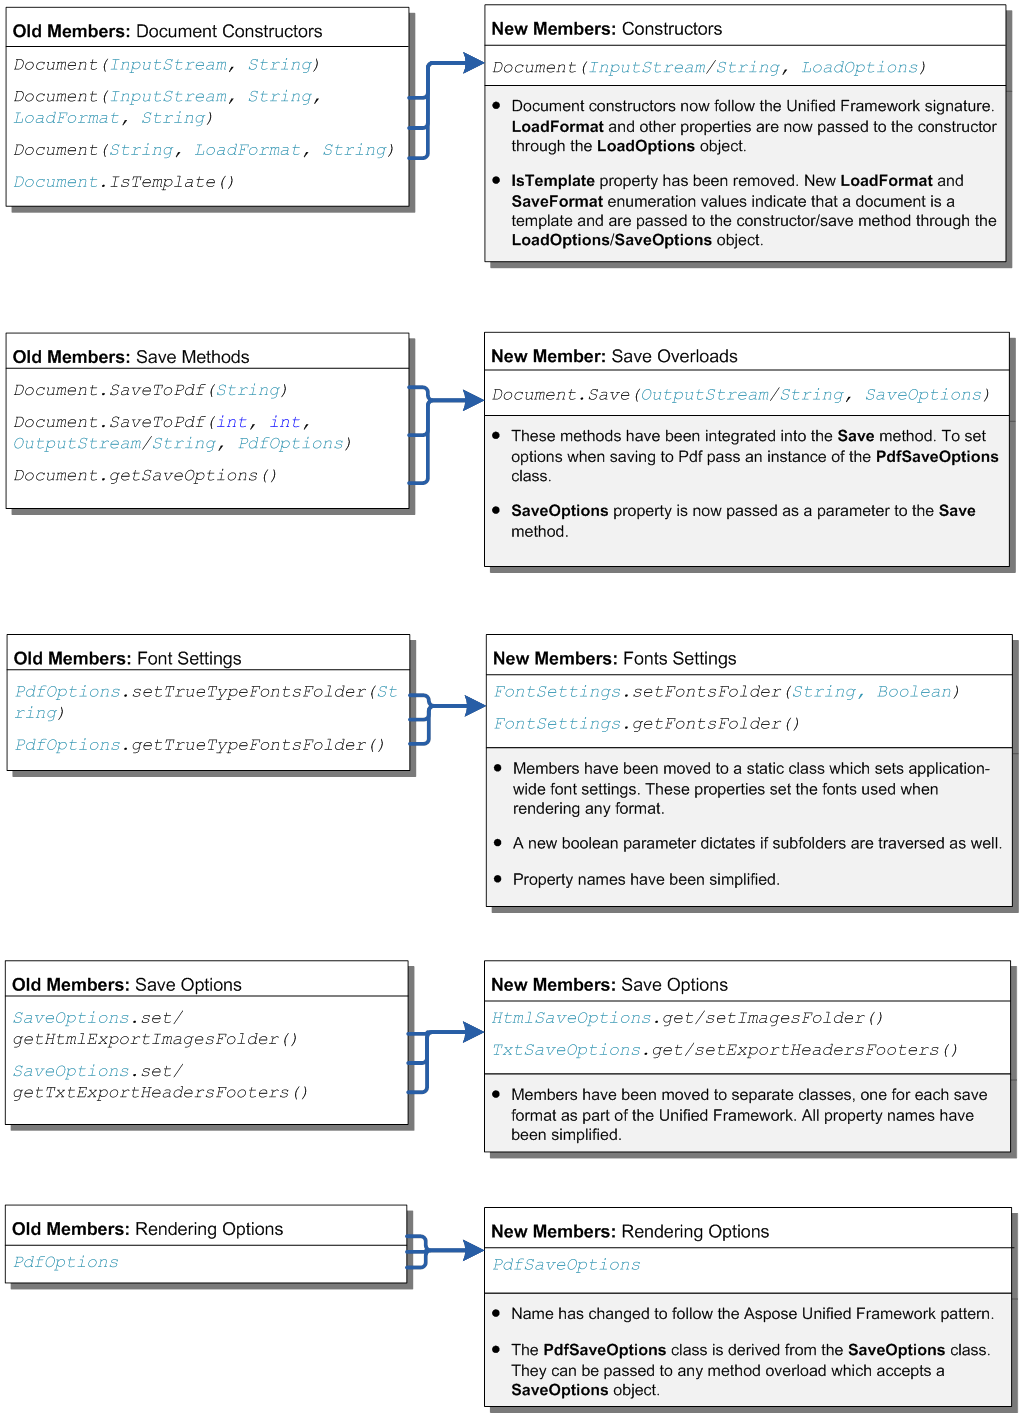 Old Members: Document Constructors
Document(InputStream, String)
Document(InputStream, String,
LoadFormat, String)
Document(String, LoadFormat, String)
Document.IsTemplate()
New Members: Constructors
Document(InputStream/String, LoadOptions)
● Document constructors now follow the Unified Framework signature.
LoadFormat and other properties are now passed to the constructor
through the LoadOptions object.
● IsTemplate property has been removed. New LoadFormat and
SaveFormat enumeration values indicate that a document is a
template and are passed to the constructor/save method through the
LoadOptions/SaveOptions object.
Old Members: Save Methods
Document.SaveToPdf(String)
Document.SaveToPdf(int, int,
OutputStream/String, PdfOptions)
Document.getSaveOptions()
New Member: Save Overloads
Document.Save(OutputStream/String, SaveOptions)
● These methods have been integrated into the Save method. To set
options when saving to Pdf pass an instance of the PdfSaveOptions
class.
● SaveOptions property is now passed as a parameter to the Save
method.
Old Members: Font Settings
PdfOptions.setTrueTypeFontsFolder(St
ring)
PdfOptions.getTrueTypeFontsFolder()
New Members: Fonts Settings
FontSettings.setFontsFolder(String, Boolean)
FontSettings.getFontsFolder()
● Members have been moved to a static class which sets application-
wide font settings. These properties set the fonts used when
rendering any format.
● A new boolean parameter dictates if subfolders are traversed as well.
● Property names have been simplified.
Old Members: Save Options
SaveOptions.set/
getHtmlExportImagesFolder()
SaveOptions.set/
getTxtExportHeadersFooters()
New Members: Save Options
HtmlSaveOptions.get/setImagesFolder()
TxtSaveOptions.get/setExportHeadersFooters()
● Members have been moved to separate classes, one for each save
format as part of the Unified Framework. All property names have
been simplified.
Old Members: Rendering Options
PdfOptions
New Members: Rendering Options
PdfSaveOptions
● Name has changed to follow the Aspose Unified Framework pattern.
● The PdfSaveOptions class is derived from the SaveOptions class.
They can be passed to any method overload which accepts a
SaveOptions object.